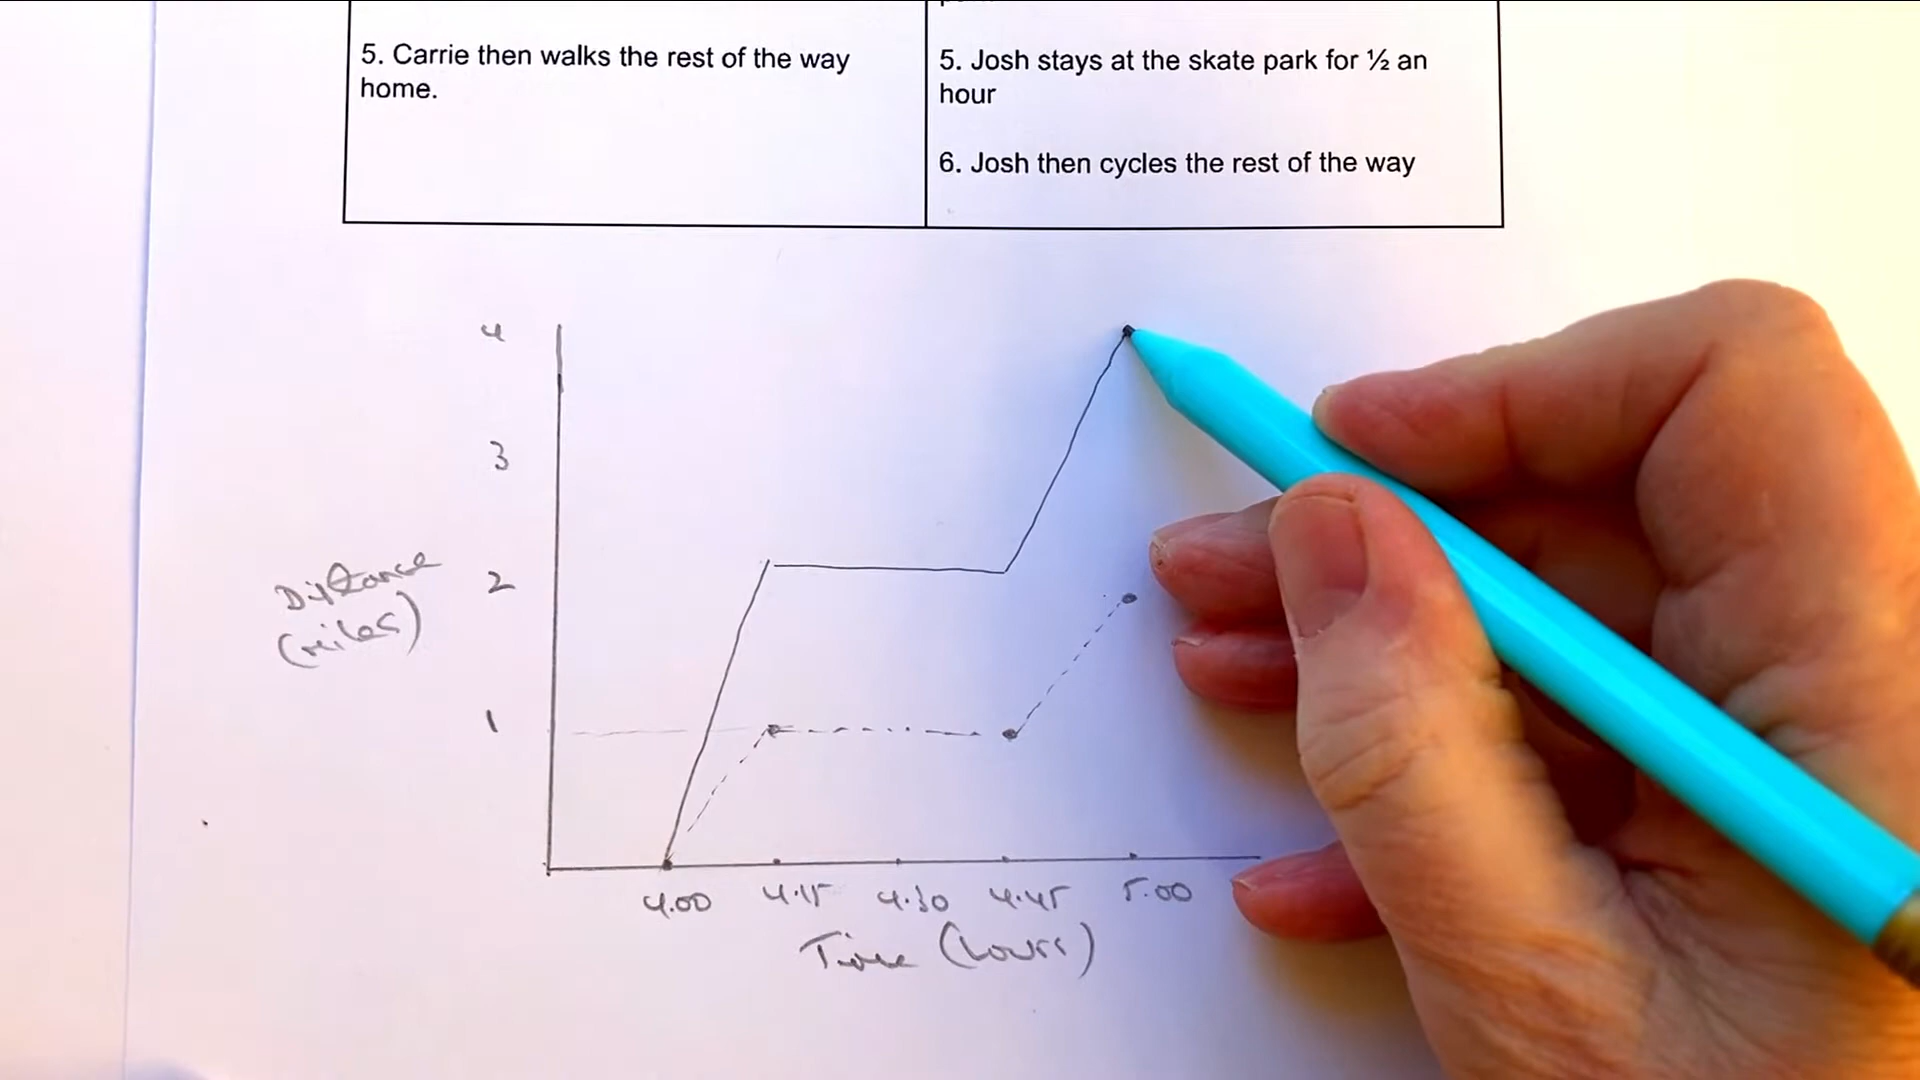 5. Carrie then walks the rest of the way
home.
5. Josh stays at the skate park for ½ an
hour
6. Josh then cycles the rest of the way
4
3
2
1
Distance
(miles)
4.00 4.15 4.30 4.45 5.00
Time (hours)